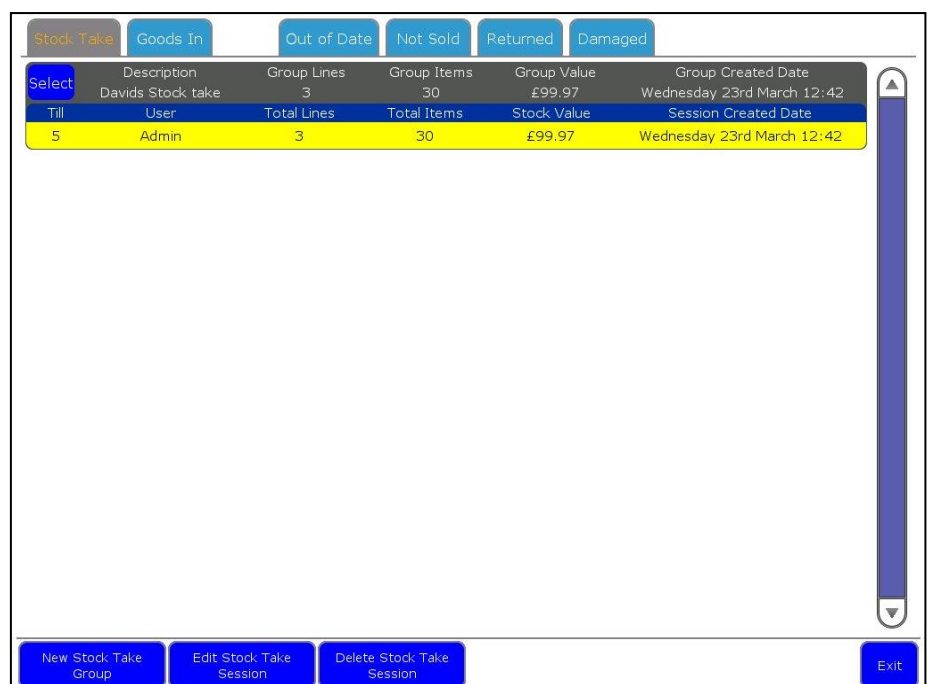 Stock Take Goods In Out of Date Not Sold Returned Damaged
Select Description Group Lines Group Items Group Value Group Created Date
Davids Stock take 3 30 £99.97 Wednesday 23rd March 12:42
Till User Total Lines Total Items Stock Value Session Created Date
5 Admin 3 30 £99.97 Wednesday 23rd March 12:42
New Stock Take Group Edit Stock Take Session Delete Stock Take Session Exit